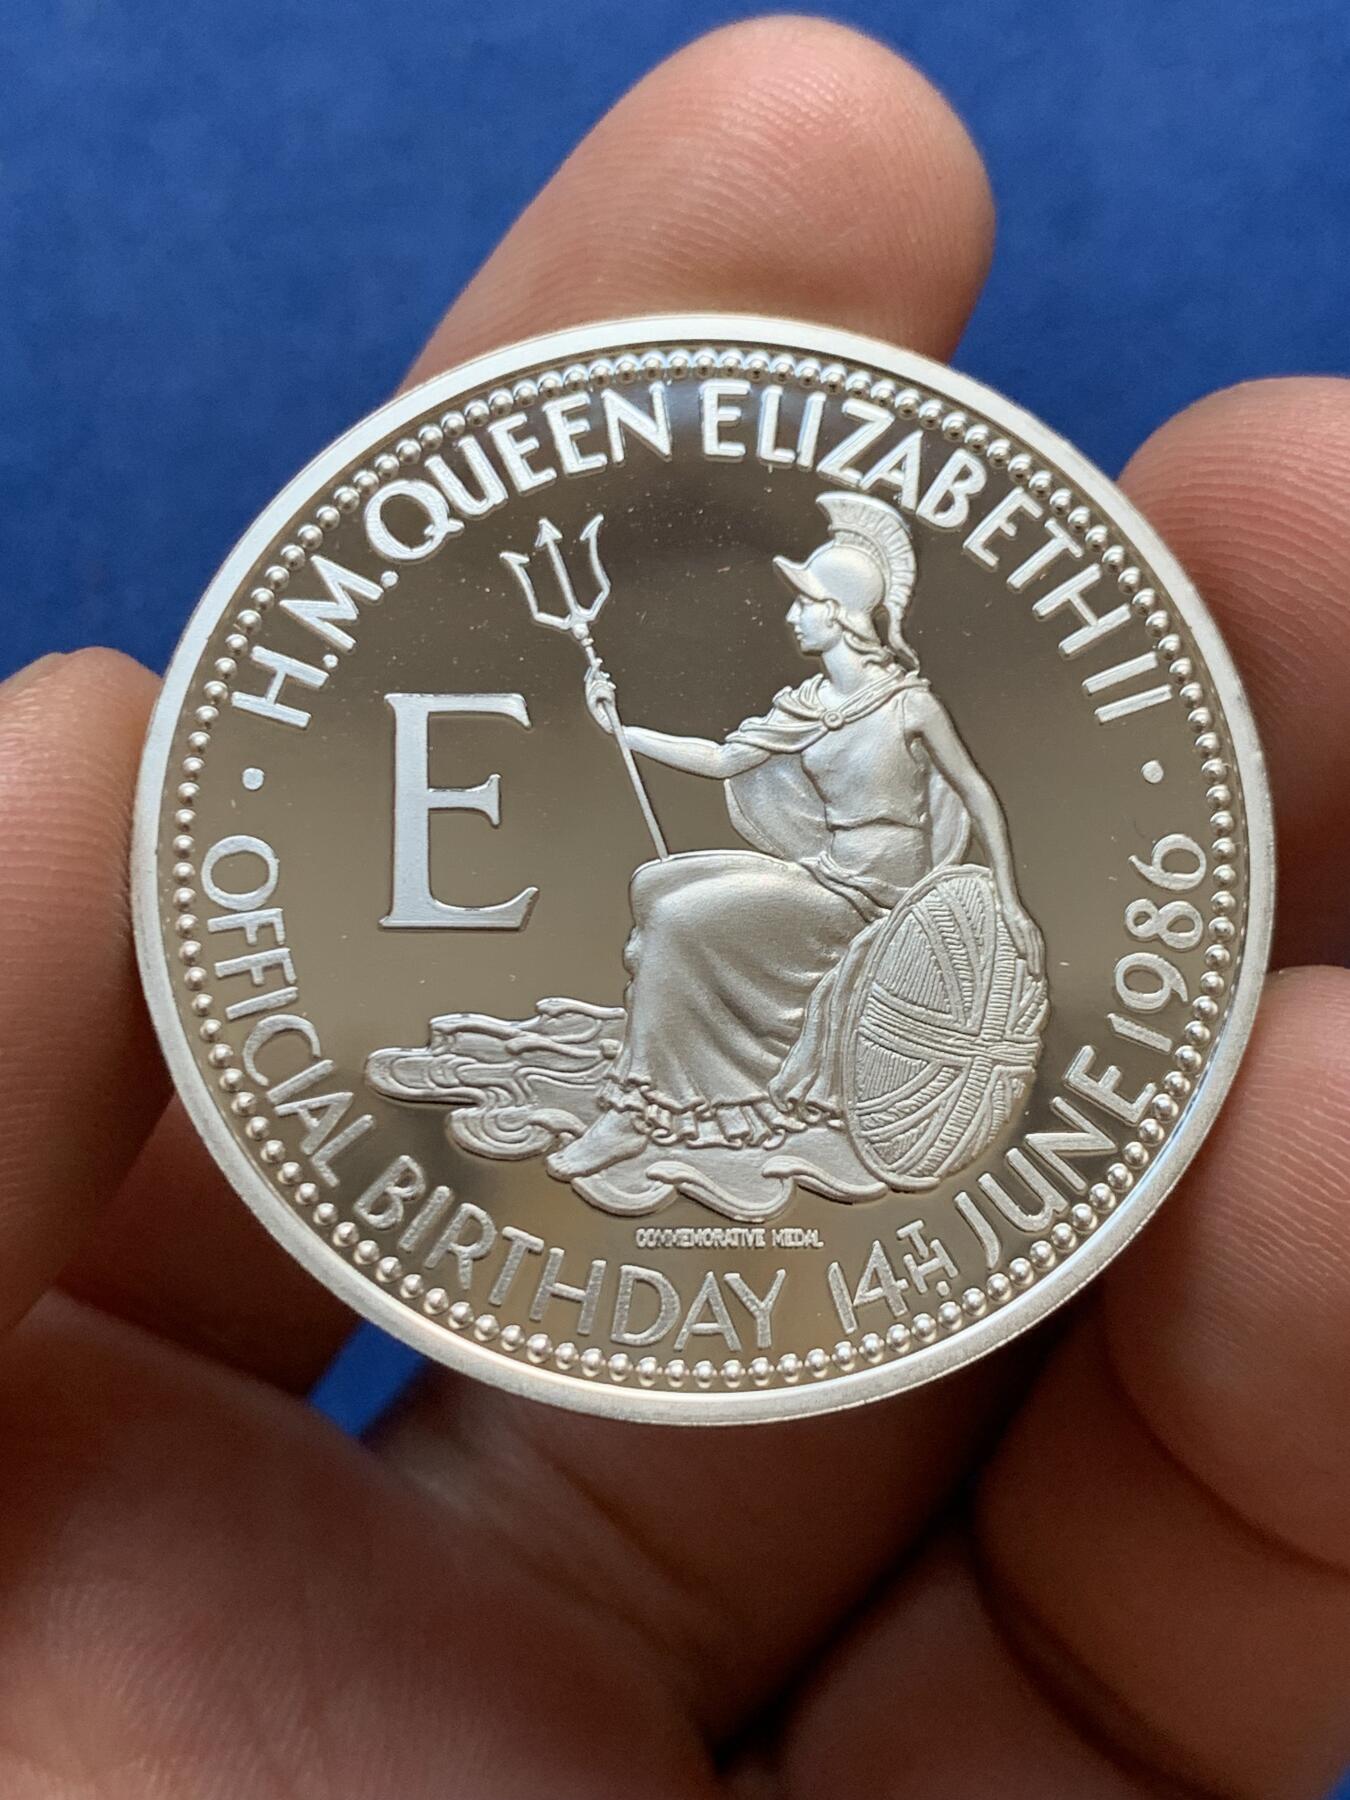 H.M. QUEEN ELIZABETH II
E
COMMEMORATIVE MEDAL
· OFFICIAL BIRTHDAY 14TH JUNE 1986 ·